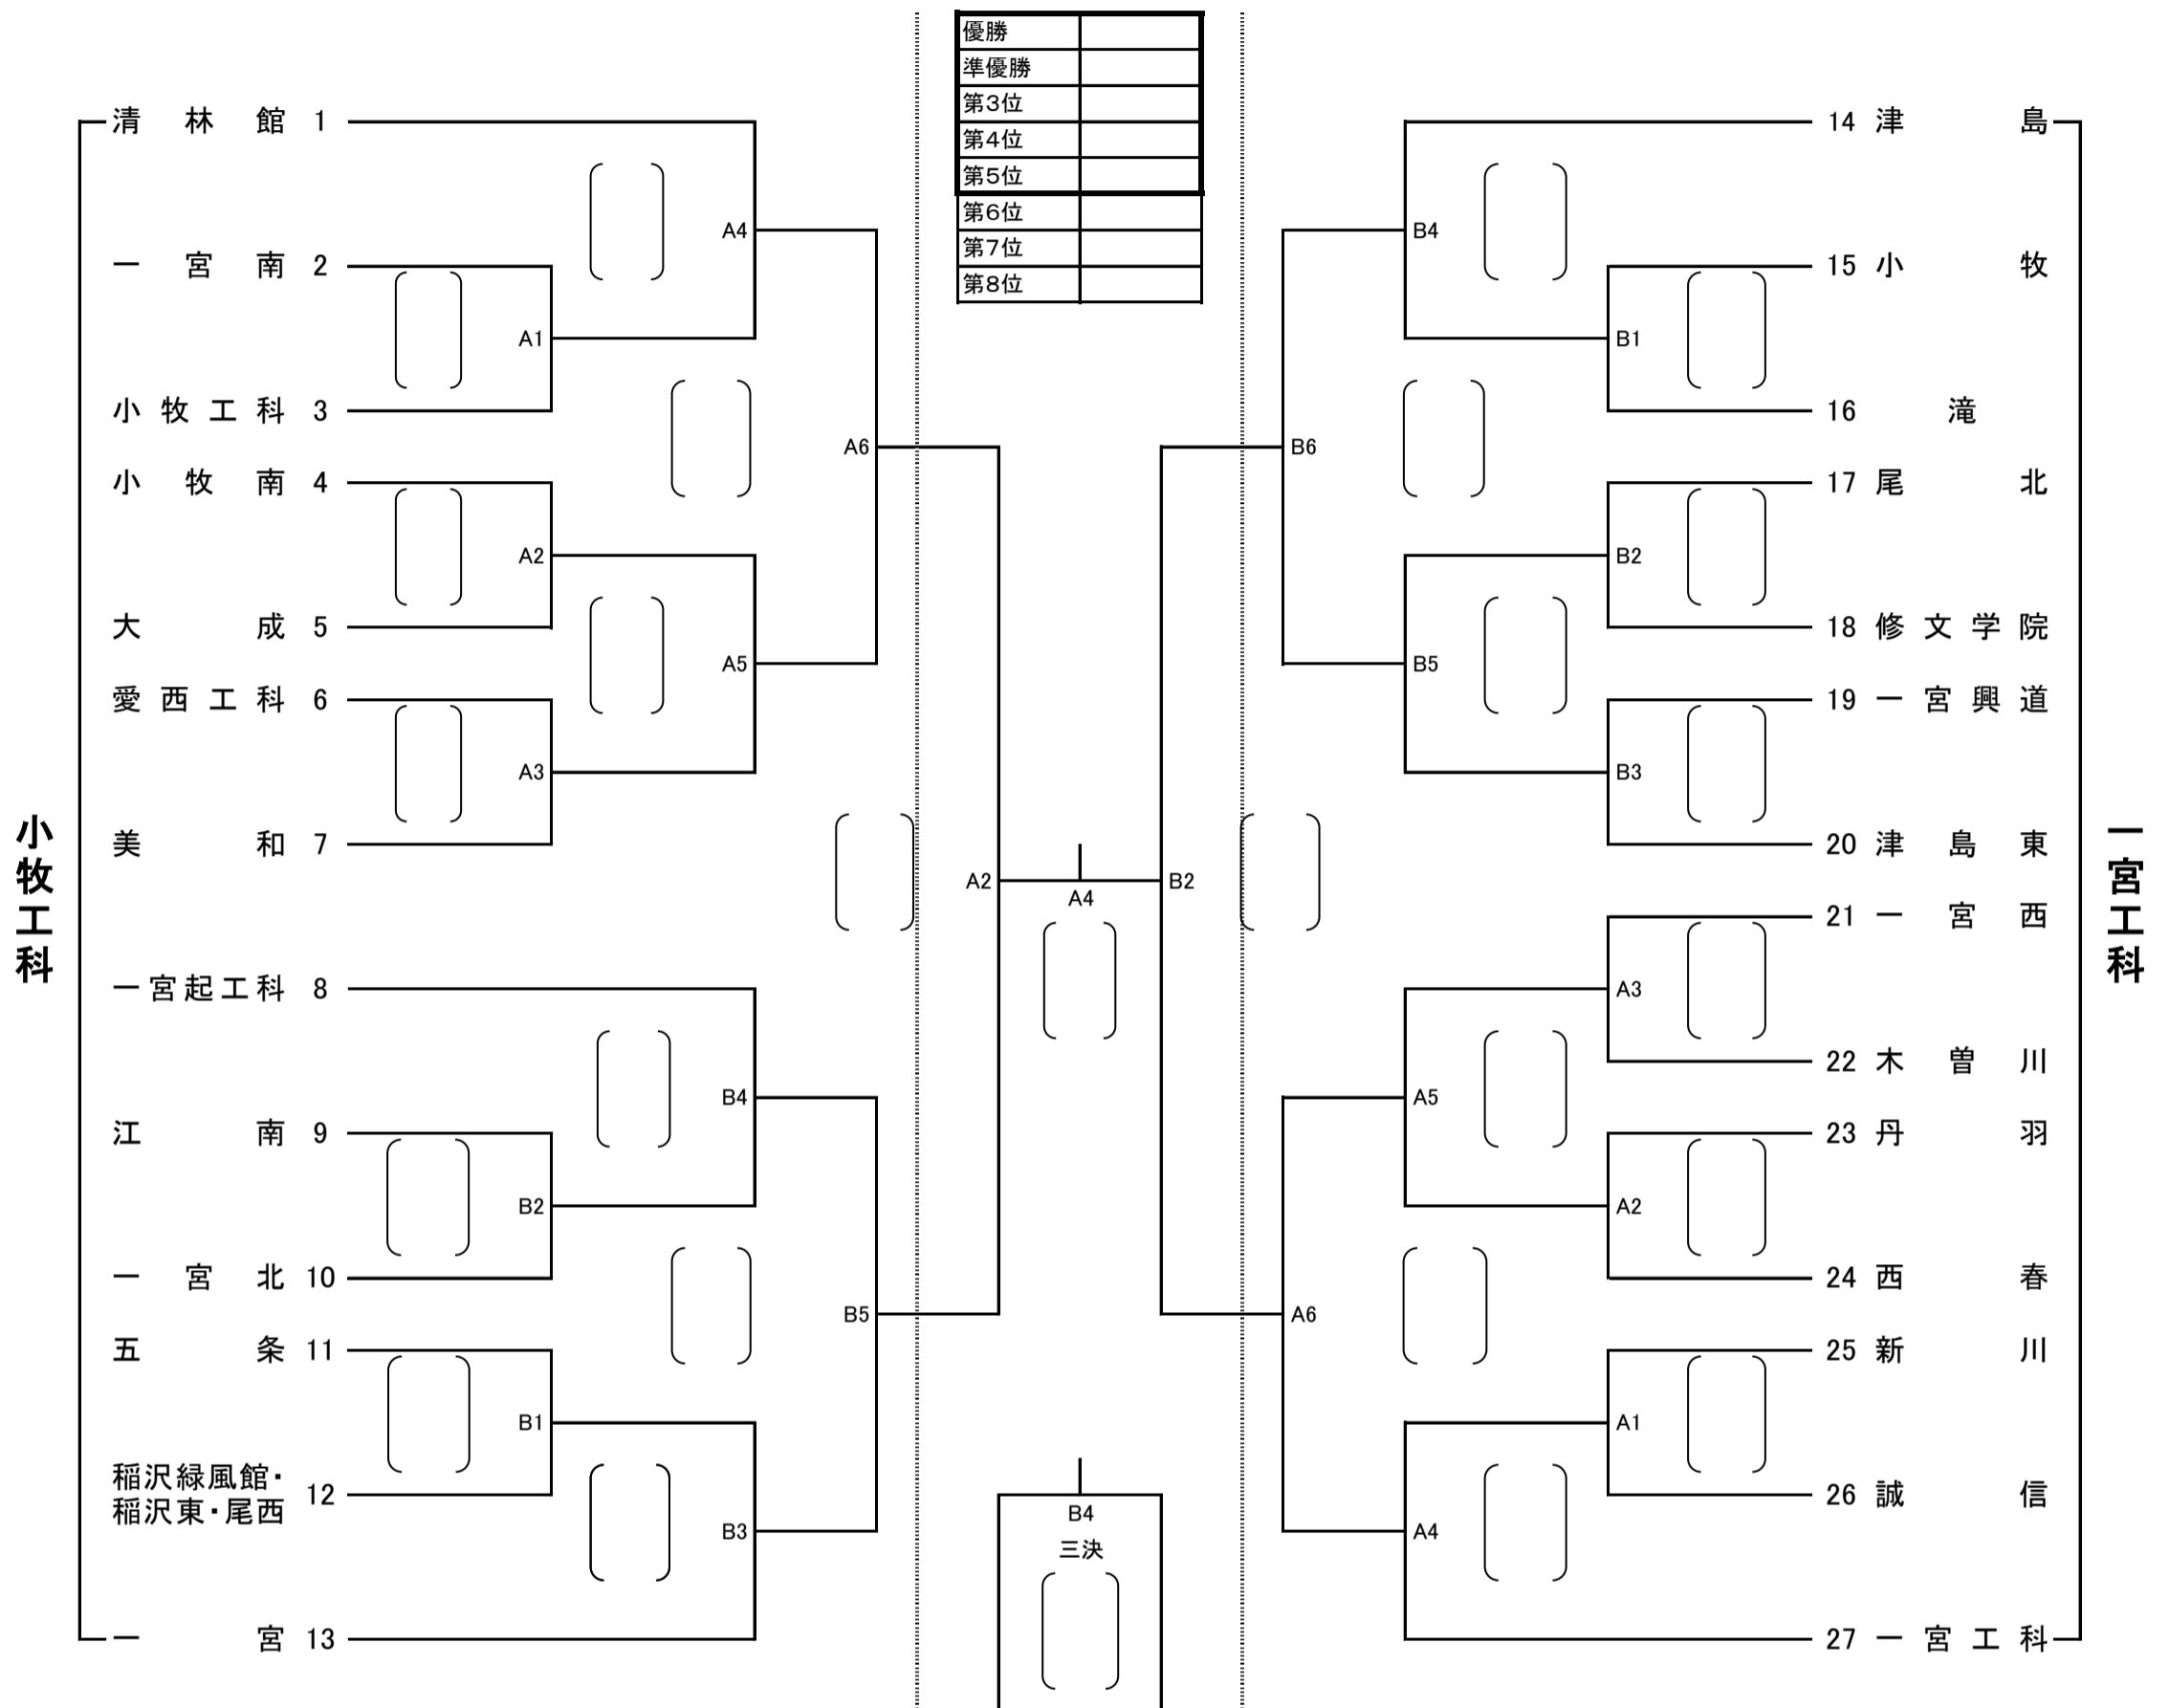 優勝
準優勝
第3位
第4位
第5位
第6位
第7位
第8位
小牧工科
清林館 1
一宮南 2
小牧工科 3
小牧南 4
大成 5
愛西工科 6
美和 7
一宮起工科 8
江南 9
一宮北 10
五条 11
稲沢緑風館・
稲沢東・尾西 12
一宮 13
A1
A2
A3
B2
B1
A4
A5
B4
B3
A6
B5
A2
A4
B2
B4
三決
B6
A6
B4
B5
A5
A4
B1
B2
B3
A3
A2
A1
14 津島
15 小牧
16 滝
17 尾北
18 修文学院
19 一宮興道
20 津島東
21 一宮西
22 木曽川
23 丹羽
24 西春
25 新川
26 誠信
27 一宮工科
一宮工科